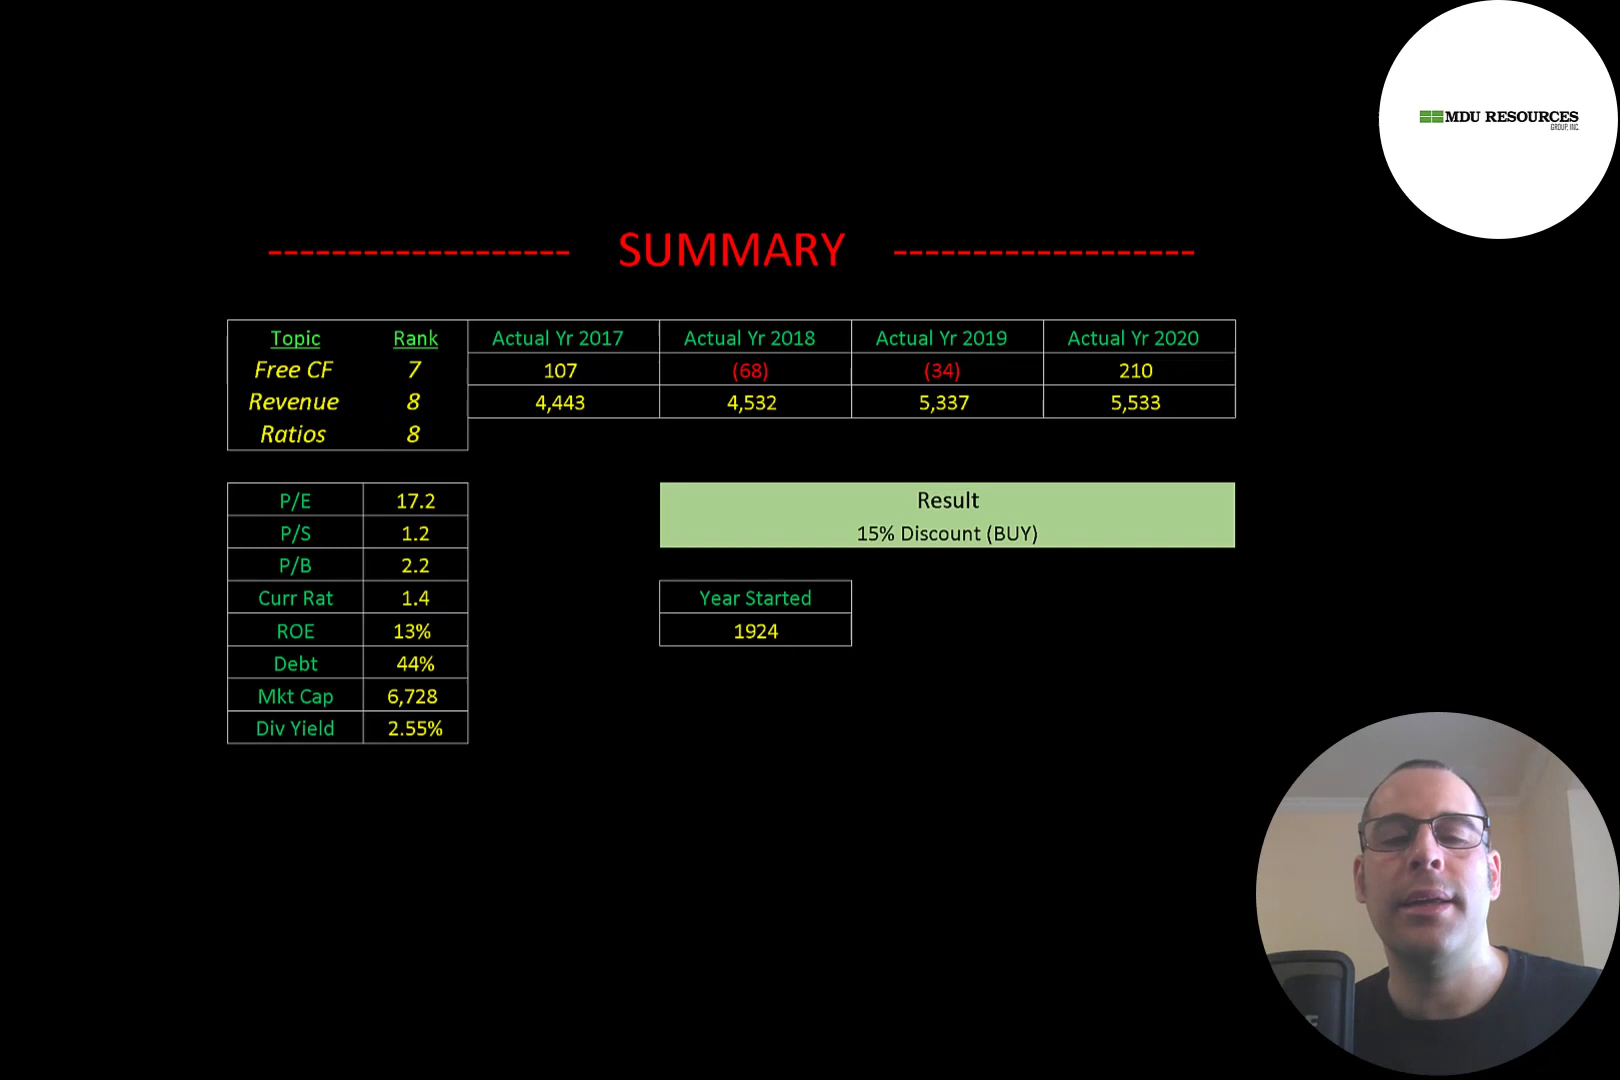 MDU RESOURCES
GROUP, INC.
------------------- SUMMARY -------------------
Topic Rank Actual Yr 2017 Actual Yr 2018 Actual Yr 2019 Actual Yr 2020
Free CF 7 107 (68) (34) 210
Revenue 8 4,443 4,532 5,337 5,533
Ratios 8
P/E 17.2
P/S 1.2
P/B 2.2
Curr Rat 1.4
ROE 13%
Debt 44%
Mkt Cap 6,728
Div Yield 2.55%
Result
15% Discount (BUY)
Year Started
1924